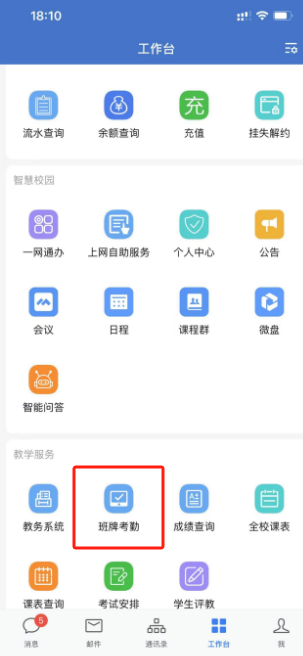 18:10
工作台
流水查询 余额查询 充值 挂失解约
智慧校园
一网通办 上网自助服务 个人中心 公告
会议 日程 课程群 微盘
智能问答
教学服务
教务系统 班牌考勤 成绩查询 全校课表
课表查询 考试安排 学生评教
5
消息 邮件 通讯录 工作台 我